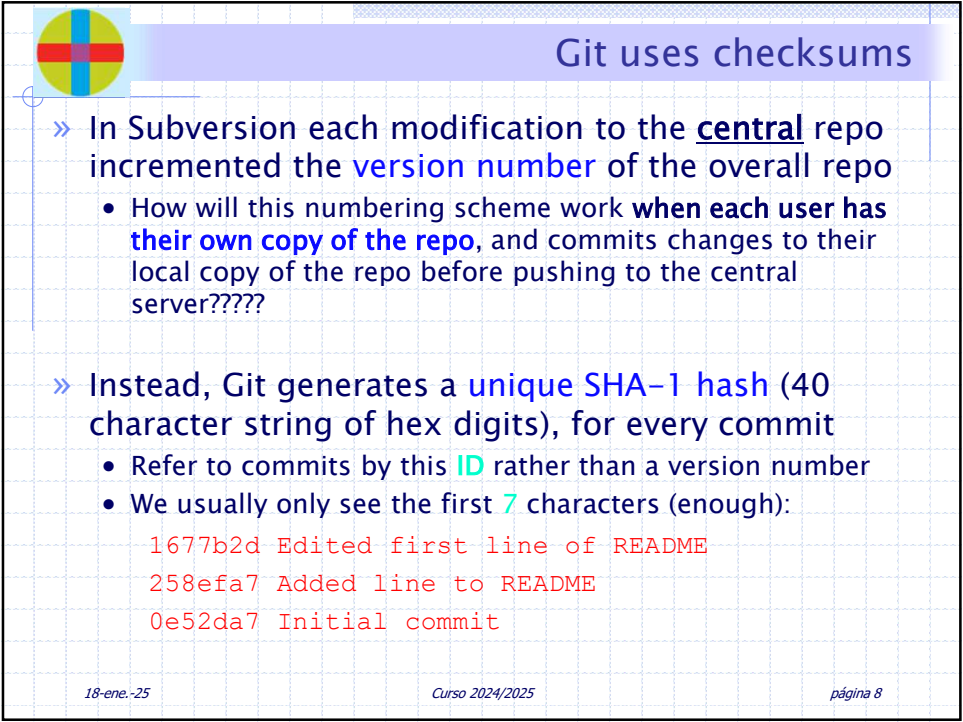 Git uses checksums
» In Subversion each modification to the central repo
incremented the version number of the overall repo
• How will this numbering scheme work when each user has
their own copy of the repo, and commits changes to their
local copy of the repo before pushing to the central
server?????
» Instead, Git generates a unique SHA-1 hash (40
character string of hex digits), for every commit
• Refer to commits by this ID rather than a version number
• We usually only see the first 7 characters (enough):
1677b2d Edited first line of README
258efa7 Added line to README
0e52da7 Initial commit
18-ene.-25 Curso 2024/2025 página 8